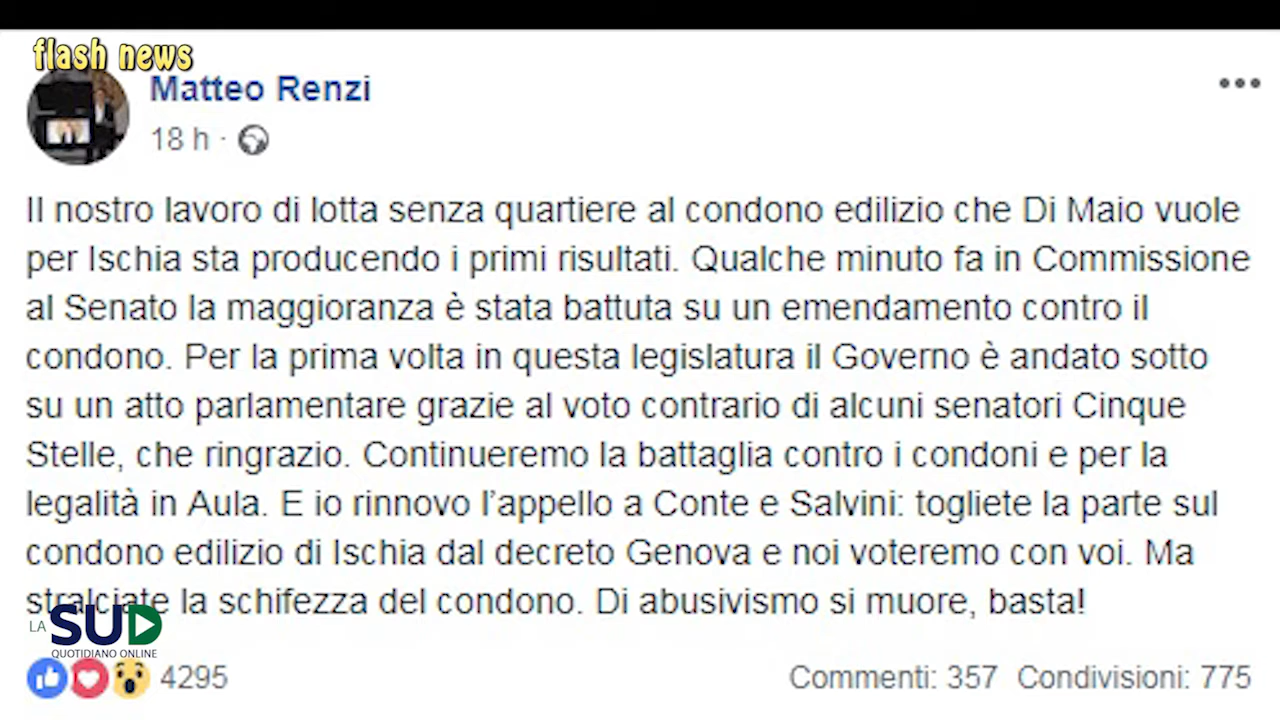 flash news
Matteo Renzi
18 h ·
Il nostro lavoro di lotta senza quartiere al condono edilizio che Di Maio vuole
per Ischia sta producendo i primi risultati. Qualche minuto fa in Commissione
al Senato la maggioranza è stata battuta su un emendamento contro il
condono. Per la prima volta in questa legislatura il Governo è andato sotto
su un atto parlamentare grazie al voto contrario di alcuni senatori Cinque
Stelle, che ringrazio. Continueremo la battaglia contro i condoni e per la
legalità in Aula. E io rinnovo l’appello a Conte e Salvini: togliete la parte sul
condono edilizio di Ischia dal decreto Genova e noi voteremo con voi. Ma
stralciate la schifezza del condono. Di abusivismo si muore, basta!
LA SUD
QUOTIDIANO ONLINE
4295
Commenti: 357 Condivisioni: 775